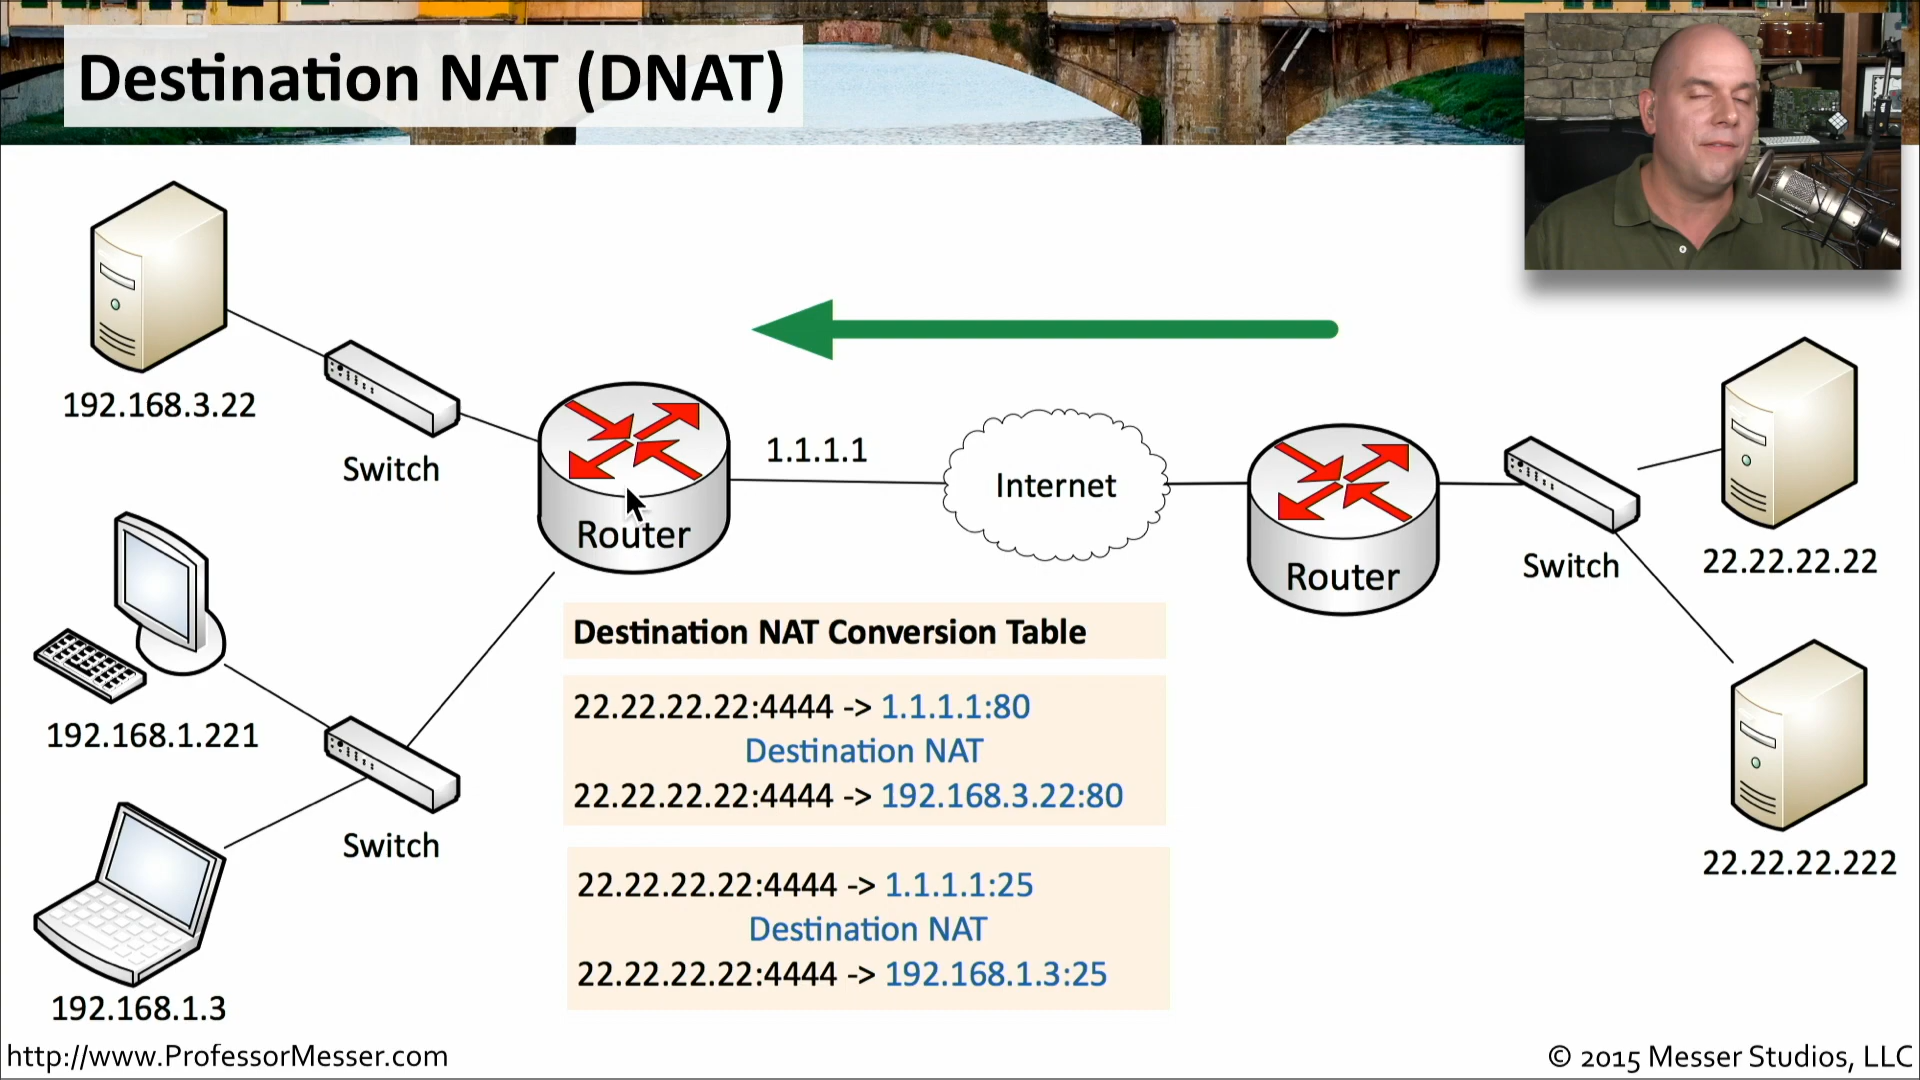 Destination NAT (DNAT)
192.168.3.22
Switch
1.1.1.1
Internet
Router
Router
Switch
22.22.22.22
192.168.1.221
Destination NAT Conversion Table
22.22.22.22:4444 -> 1.1.1.1:80
Destination NAT
22.22.22.22:4444 -> 192.168.3.22:80
Switch
22.22.22.222
22.22.22.22:4444 -> 1.1.1.1:25
Destination NAT
22.22.22.22:4444 -> 192.168.1.3:25
192.168.1.3
http://www.ProfessorMesser.com
© 2015 Messer Studios, LLC